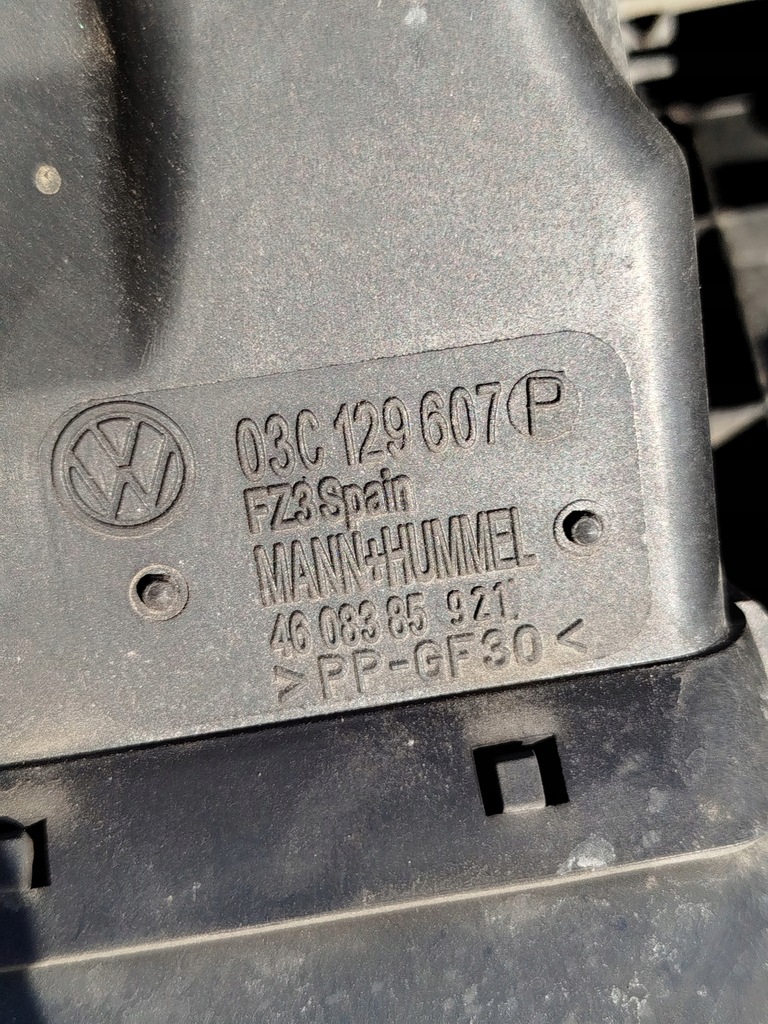 03C 129 607 P
FZ3 Spain
MANN+HUMMEL
46 083 85 921
>PP-GF30<